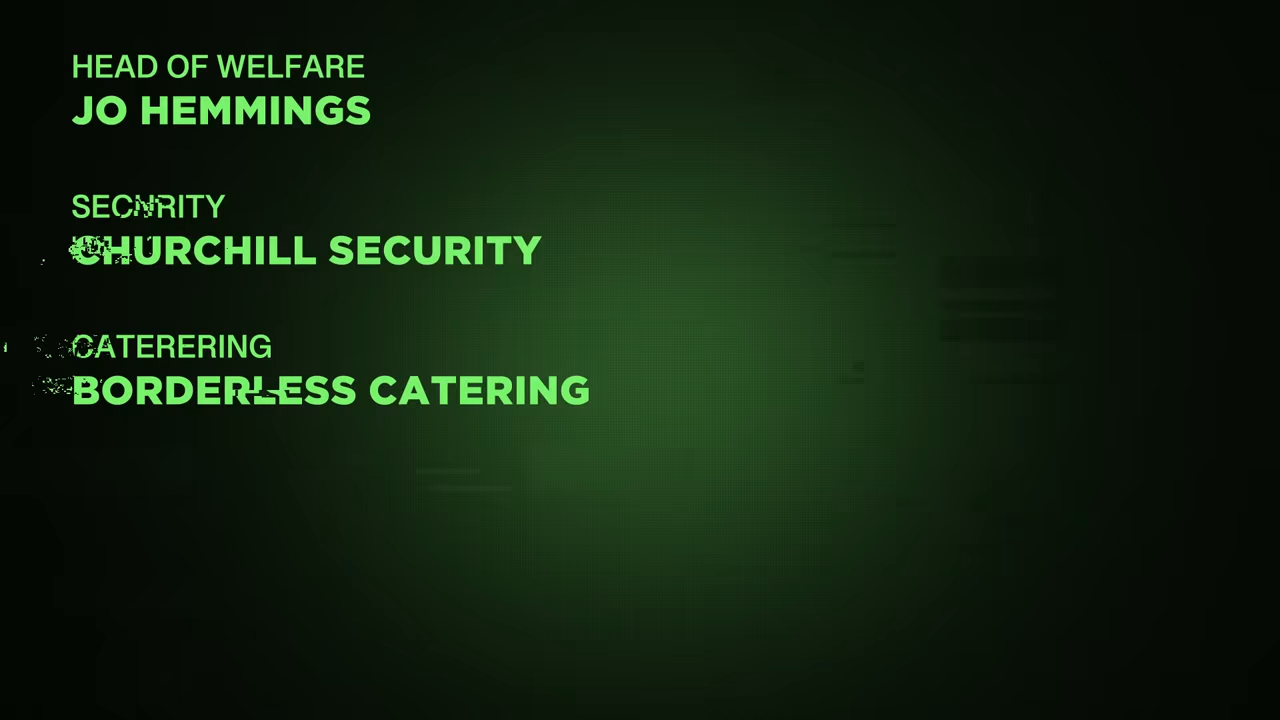 HEAD OF WELFARE
JO HEMMINGS
SECURITY
CHURCHILL SECURITY
CATERERING
BORDERLESS CATERING